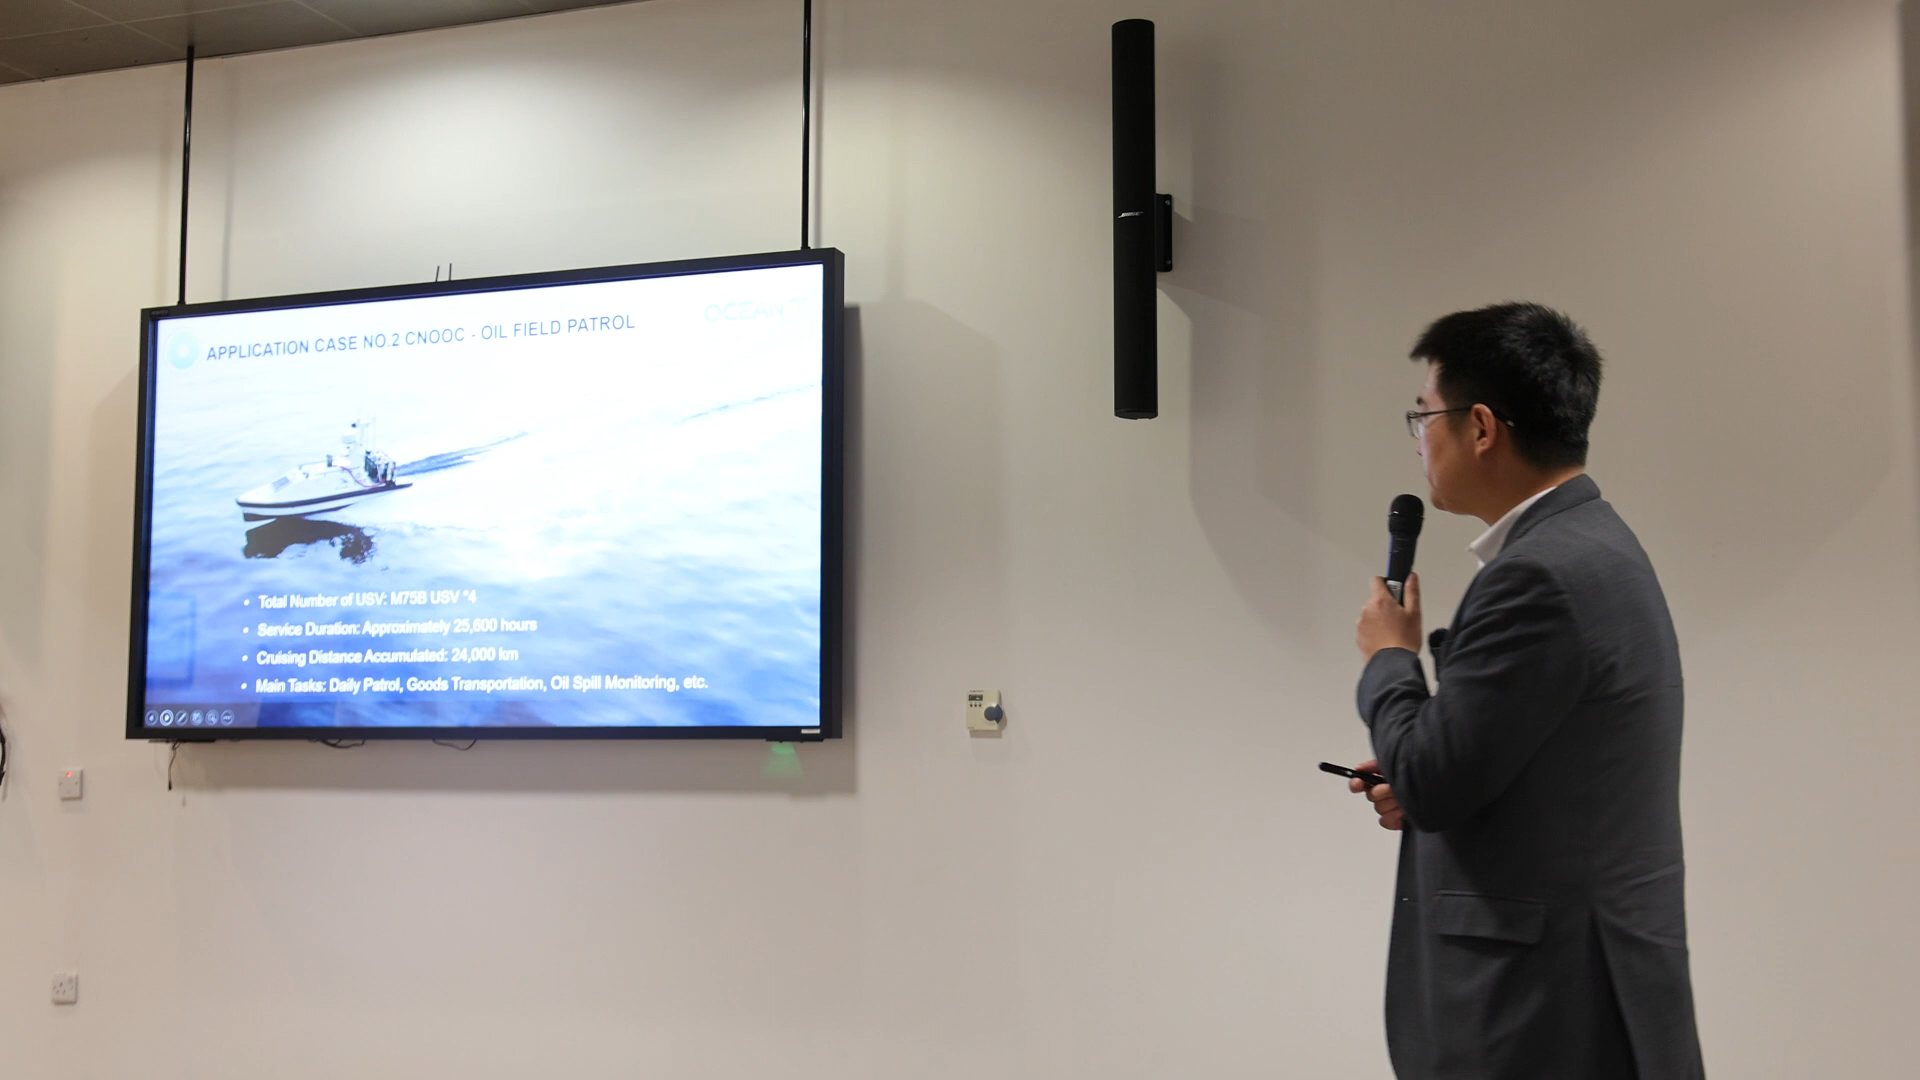 OCEAN
APPLICATION CASE NO.2 CNOOC - OIL FIELD PATROL
• Total Number of USV: M75B USV *4
• Service Duration: Approximately 25,600 hours
• Cruising Distance Accumulated: 24,000 km
• Main Tasks: Daily Patrol, Goods Transportation, Oil Spill Monitoring, etc.
BOSE